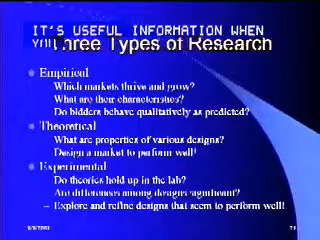 IT'S USEFUL INFORMATION WHEN
Three Types of Research
Empirical
Which markets thrive and grow?
What are their characteristics?
Do bidders behave qualitatively as predicted?
Theoretical
What are properties of various designs?
Design a market to perform well!
Experimental
Do theories hold up in the lab?
Are differences among designs significant?
– Explore and refine designs that seem to perform well!